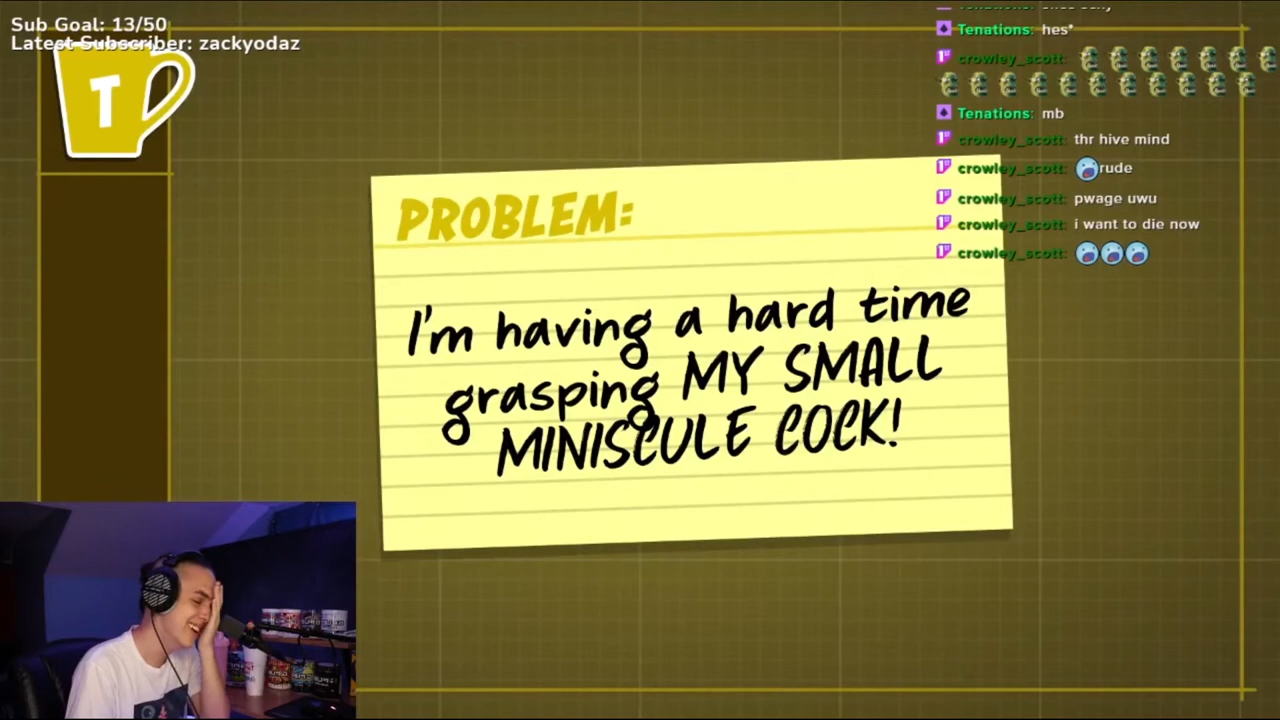 Sub Goal: 13/50
Latest Subscriber: zackyodaz
T
Tenations: hes*
crowley_scott:
Tenations: mb
crowley_scott: thr hive mind
crowley_scott: rude
crowley_scott: pwage uwu
crowley_scott: i want to die now
crowley_scott:
PROBLEM:
I'm having a hard time
grasping MY SMALL
MINISCULE COCK!